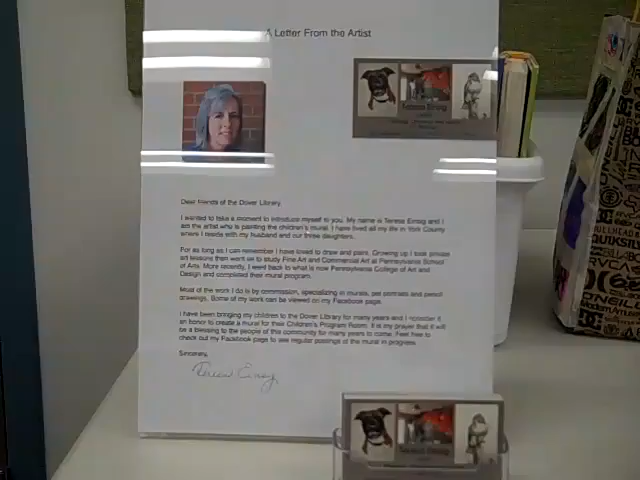 A Letter From the Artist
Dear Friends of the Dover Library,
I wanted to take a moment to introduce myself to you. My name is Teresa Einsig and I
am the artist who is painting the children's mural. I have lived all my life in York County
where I reside with my husband and our three daughters.
For as long as I can remember I have loved to draw and paint. Growing up I took private
art lessons then went on to study Fine Art and Commercial Art at Pennsylvania School
of Arts. More recently, I went back to what is now Pennsylvania College of Art and
Design and completed their mural program.
Most of the work I do is by commission, specializing in murals, pet portraits and pencil
drawings. Some of my work can be viewed on my Facebook page.
I have been bringing my children to the Dover Library for many years and I consider it
an honor to create a mural for their Children's Program Room. It is my prayer that it will
be a blessing to the people of this community for many years to come. Feel free to
check out my Facebook page to see regular postings of the mural in progress.
Sincerely,
Teresa Einsig
Teresa Einsig
Teresa Einsig
QUIKSI
DC